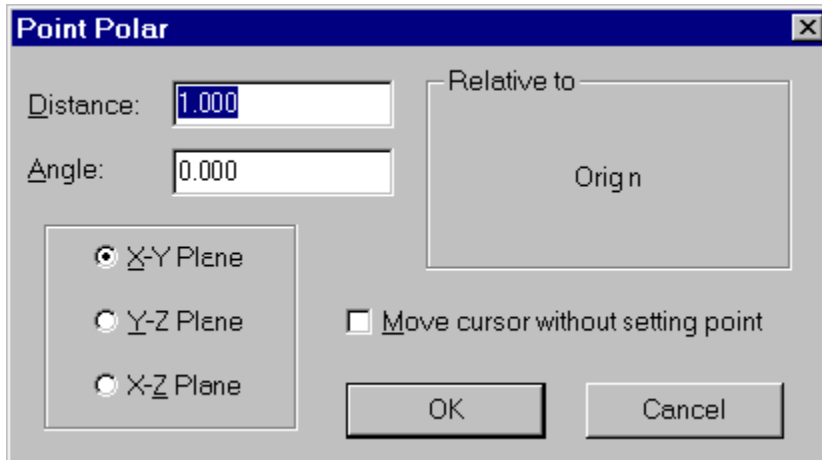 Point Polar
Distance: 1.000
Relative to
Angle: 0.000
Origin
X-Y Plane
Y-Z Plane
Move cursor without setting point
X-Z Plane
OK
Cancel